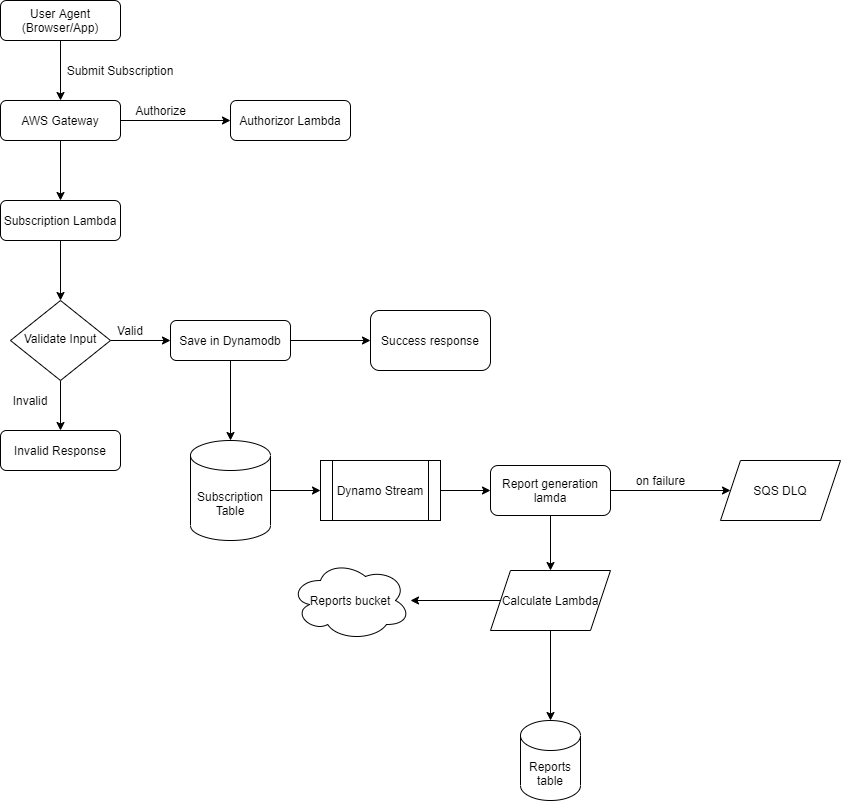 User Agent
(Browser/App)
Submit Subscription
AWS Gateway
Authorize
Authorizor Lambda
Subscription Lambda
Validate Input
Valid
Save in Dynamodb
Success response
Invalid
Invalid Response
Subscription
Table
Dynamo Stream
Report generation
lamda
on failure
SQS DLQ
Reports bucket
Calculate Lambda
Reports
table